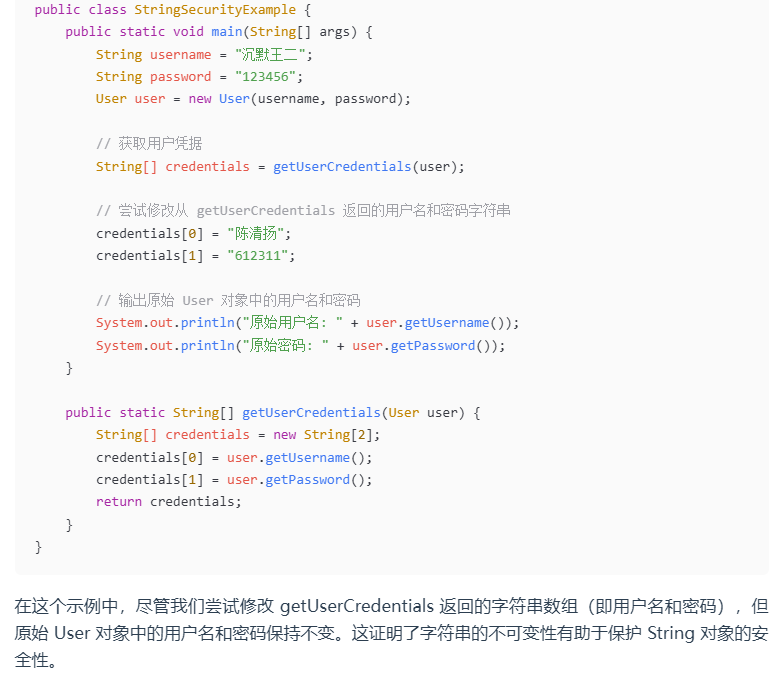 public class StringSecurityExample {
    public static void main(String[] args) {
        String username = "沉默王二";
        String password = "123456";
        User user = new User(username, password);
        // 获取用户凭据
        String[] credentials = getUserCredentials(user);
        // 尝试修改从 getUserCredentials 返回的用户名和密码字符串
        credentials[0] = "陈清扬";
        credentials[1] = "612311";
        // 输出原始 User 对象中的用户名和密码
        System.out.println("原始用户名: " + user.getUsername());
        System.out.println("原始密码: " + user.getPassword());
    }
    public static String[] getUserCredentials(User user) {
        String[] credentials = new String[2];
        credentials[0] = user.getUsername();
        credentials[1] = user.getPassword();
        return credentials;
    }
}
在这个示例中，尽管我们尝试修改 getUserCredentials 返回的字符串数组（即用户名和密码），但
原始 User 对象中的用户名和密码保持不变。这证明了字符串的不可变性有助于保护 String 对象的安
全性。